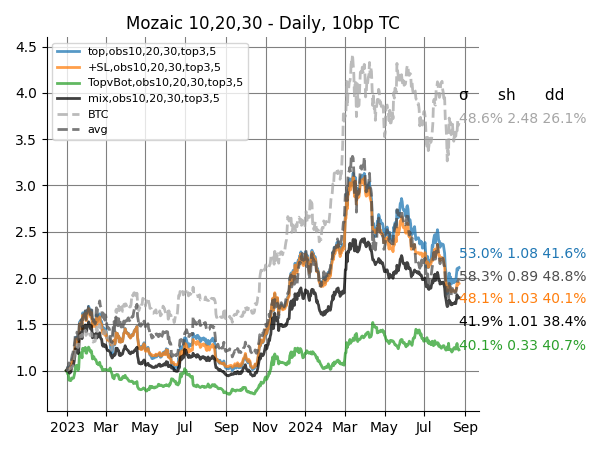 Mozaic 10,20,30 - Daily, 10bp TC
top,obs10,20,30,top3,5
+SL,obs10,20,30,top3,5
TopvBot,obs10,20,30,top3,5
mix,obs10,20,30,top3,5
BTC
avg
4.5
4.0
3.5
3.0
2.5
2.0
1.5
1.0
σ sh dd
48.6% 2.48 26.1%
53.0% 1.08 41.6%
58.3% 0.89 48.8%
48.1% 1.03 40.1%
41.9% 1.01 38.4%
40.1% 0.33 40.7%
2023 Mar May Jul Sep Nov 2024 Mar May Jul Sep